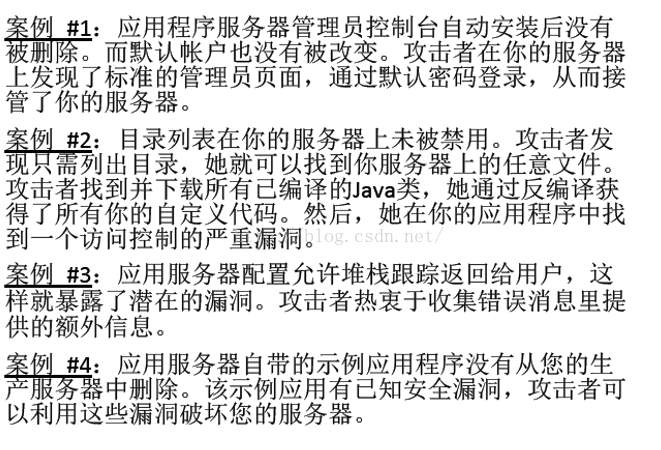 案例 #1：应用程序服务器管理员控制台自动安装后没有
被删除。而默认帐户也没有被改变。攻击者在你的服务器
上发现了标准的管理员页面，通过默认密码登录，从而接
管了你的服务器。
案例 #2：目录列表在你的服务器上未被禁用。攻击者发
现只需列出目录，她就可以找到你服务器上的任意文件。
攻击者找到并下载所有已编译的Java类，她通过反编译获
得了所有你的自定义代码。然后，她在你的应用程序中找
到一个访问控制的严重漏洞。
blog.csdn.net/
案例 #3：应用服务器配置允许堆栈跟踪返回给用户，这
样就暴露了潜在的漏洞。攻击者热衷于收集错误消息里提
供的额外信息。
案例 #4：应用服务器自带的示例应用程序没有从您的生
产服务器中删除。该示例应用有已知安全漏洞，攻击者可
以利用这些漏洞破坏您的服务器。